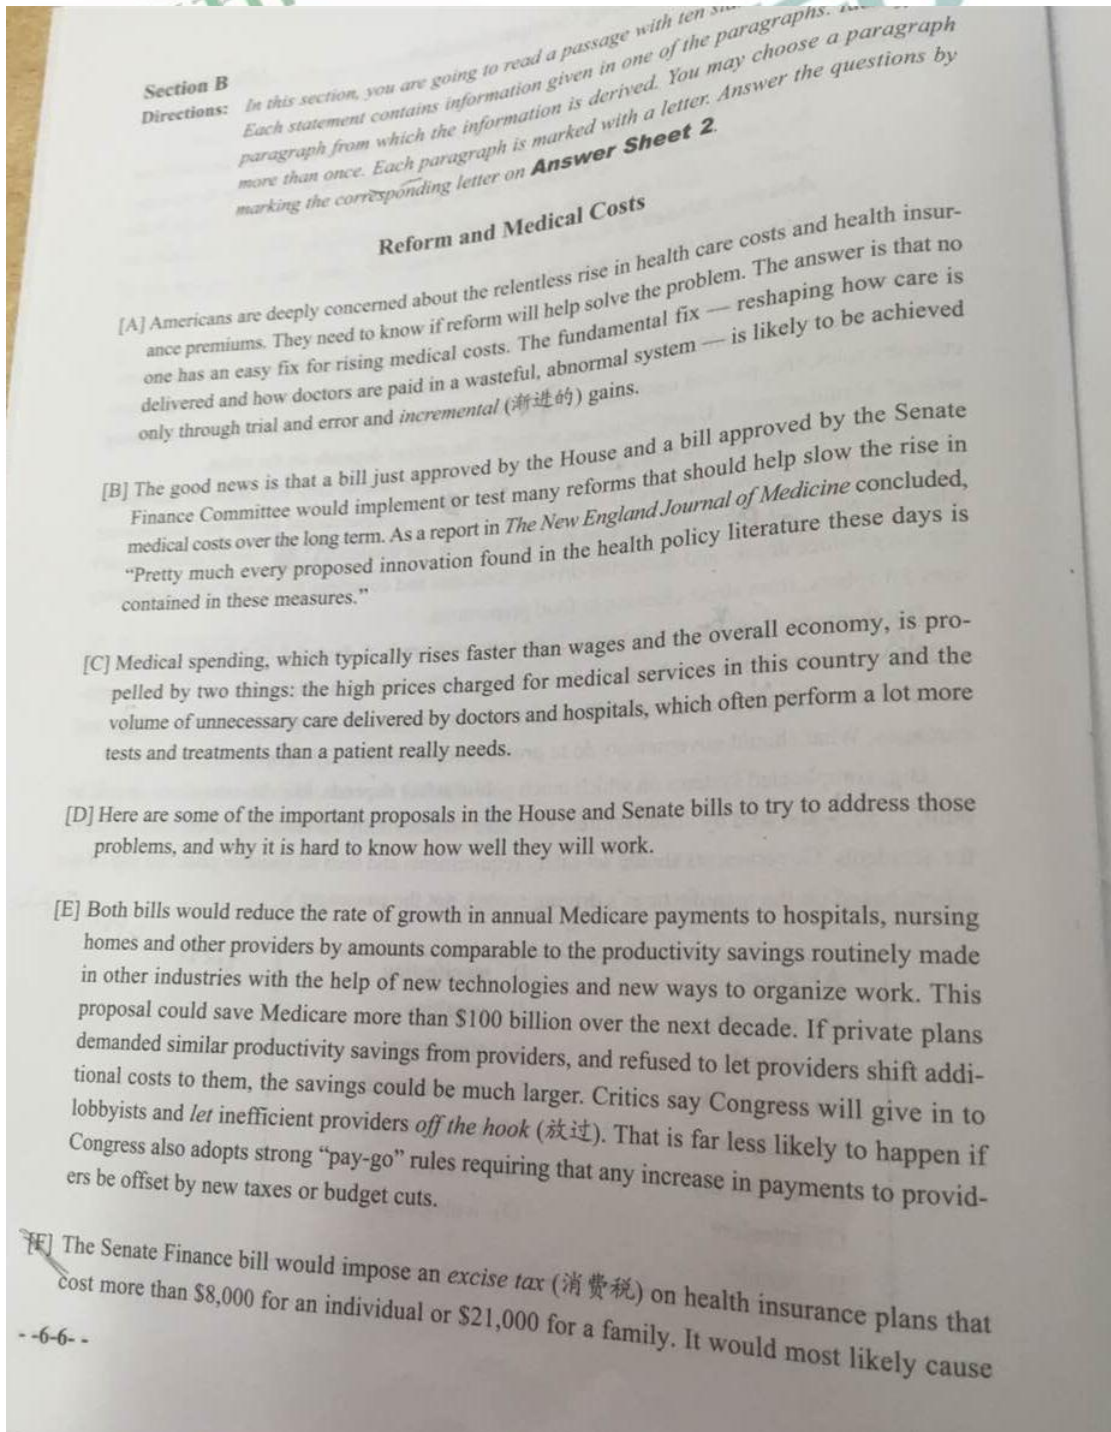 Section B
Directions: In this section, you are going to read a passage with ten
Each statement contains information given in one of the paragraphs.
paragraph from which the information is derived. You may choose a paragraph
more than once. Each paragraph is marked with a letter. Answer the questions by
marking the corresponding letter on Answer Sheet 2.
Reform and Medical Costs
[A] Americans are deeply concerned about the relentless rise in health care costs and health insur-
ance premiums. They need to know if reform will help solve the problem. The answer is that no
one has an easy fix for rising medical costs. The fundamental fix — reshaping how care is
delivered and how doctors are paid in a wasteful, abnormal system — is likely to be achieved
only through trial and error and incremental (渐进的) gains.
[B] The good news is that a bill just approved by the House and a bill approved by the Senate
Finance Committee would implement or test many reforms that should help slow the rise in
medical costs over the long term. As a report in The New England Journal of Medicine concluded,
“Pretty much every proposed innovation found in the health policy literature these days is
contained in these measures.”
[C] Medical spending, which typically rises faster than wages and the overall economy, is pro-
pelled by two things: the high prices charged for medical services in this country and the
volume of unnecessary care delivered by doctors and hospitals, which often perform a lot more
tests and treatments than a patient really needs.
[D] Here are some of the important proposals in the House and Senate bills to try to address those
problems, and why it is hard to know how well they will work.
[E] Both bills would reduce the rate of growth in annual Medicare payments to hospitals, nursing
homes and other providers by amounts comparable to the productivity savings routinely made
in other industries with the help of new technologies and new ways to organize work. This
proposal could save Medicare more than $100 billion over the next decade. If private plans
demanded similar productivity savings from providers, and refused to let providers shift addi-
tional costs to them, the savings could be much larger. Critics say Congress will give in to
lobbyists and let inefficient providers off the hook (放过). That is far less likely to happen if
Congress also adopts strong “pay-go” rules requiring that any increase in payments to provid-
ers be offset by new taxes or budget cuts.
[F] The Senate Finance bill would impose an excise tax (消费税) on health insurance plans that
cost more than $8,000 for an individual or $21,000 for a family. It would most likely cause
- -6-6- -